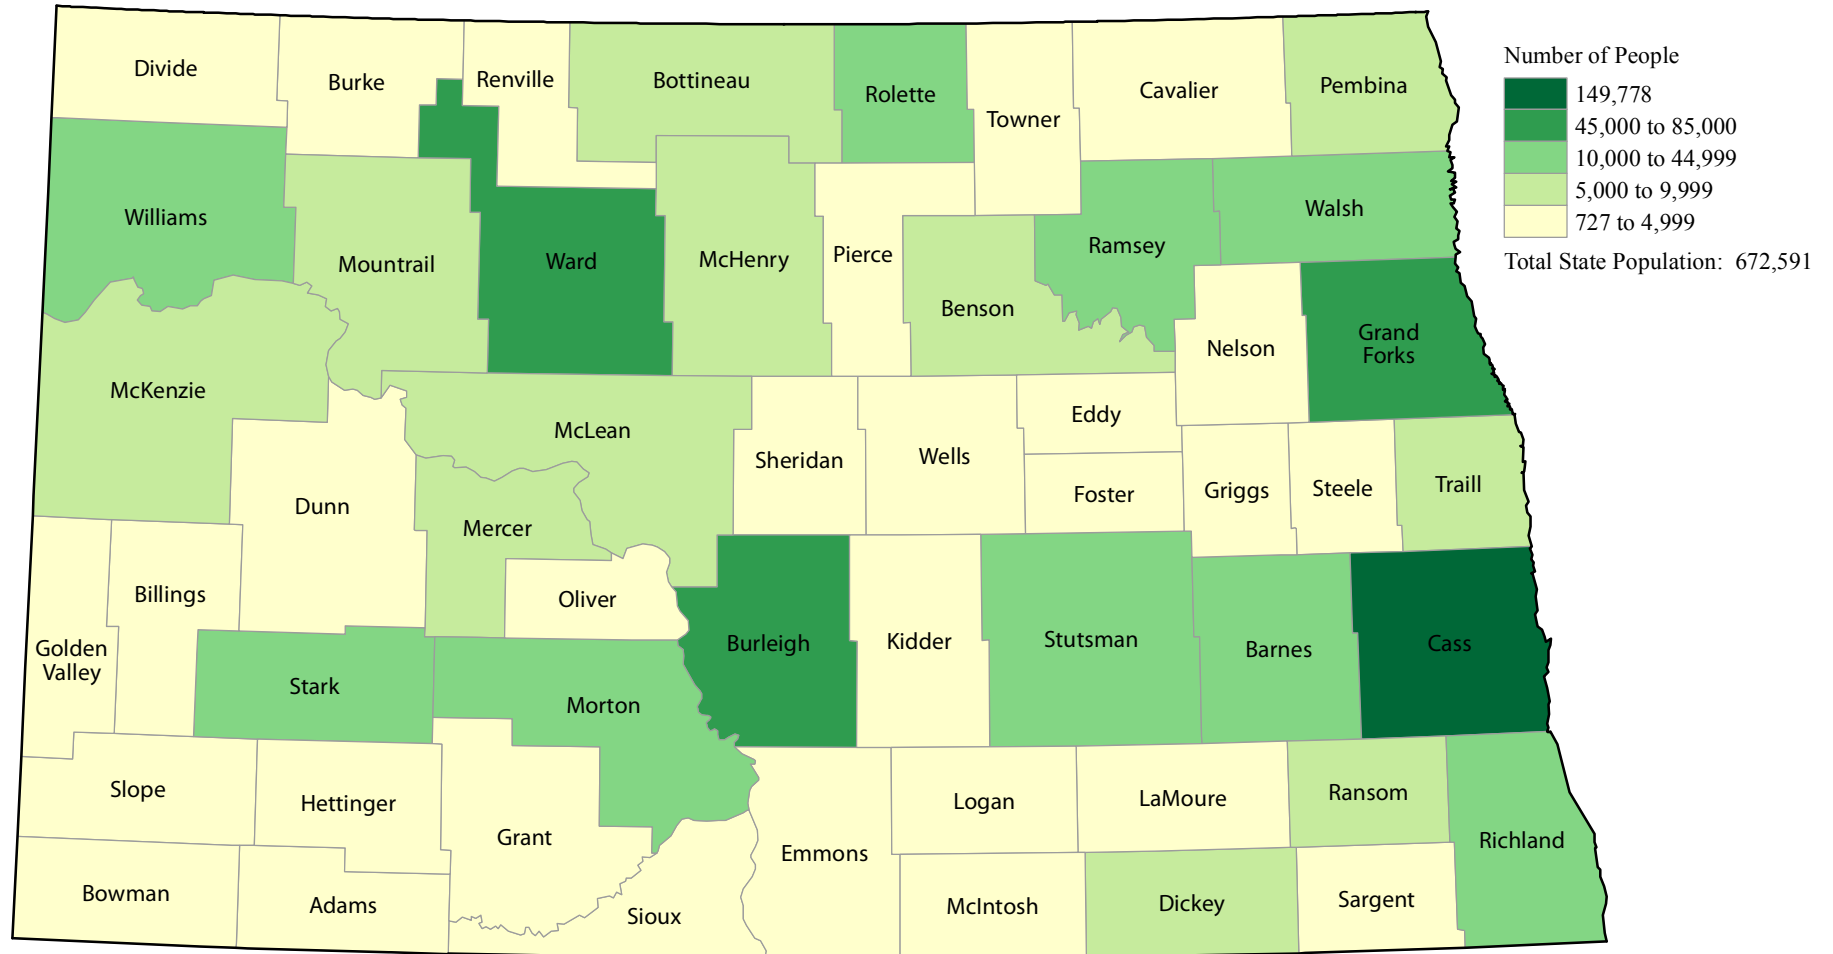 Divide
Burke
Renville
Bottineau
Rolette
Towner
Cavalier
Pembina
Number of People
149,778
45,000 to 85,000
10,000 to 44,999
5,000 to 9,999
727 to 4,999
Total State Population: 672,591
Williams
Mountrail
Ward
McHenry
Pierce
Benson
Ramsey
Walsh
Nelson
Grand
Forks
McKenzie
Dunn
McLean
Mercer
Sheridan
Wells
Eddy
Foster
Griggs
Steele
Traill
Golden
Valley
Billings
Oliver
Stark
Morton
Burleigh
Kidder
Stutsman
Barnes
Cass
Slope
Hettinger
Grant
Bowman
Adams
Sioux
Emmons
Logan
LaMoure
Ransom
Richland
McIntosh
Dickey
Sargent